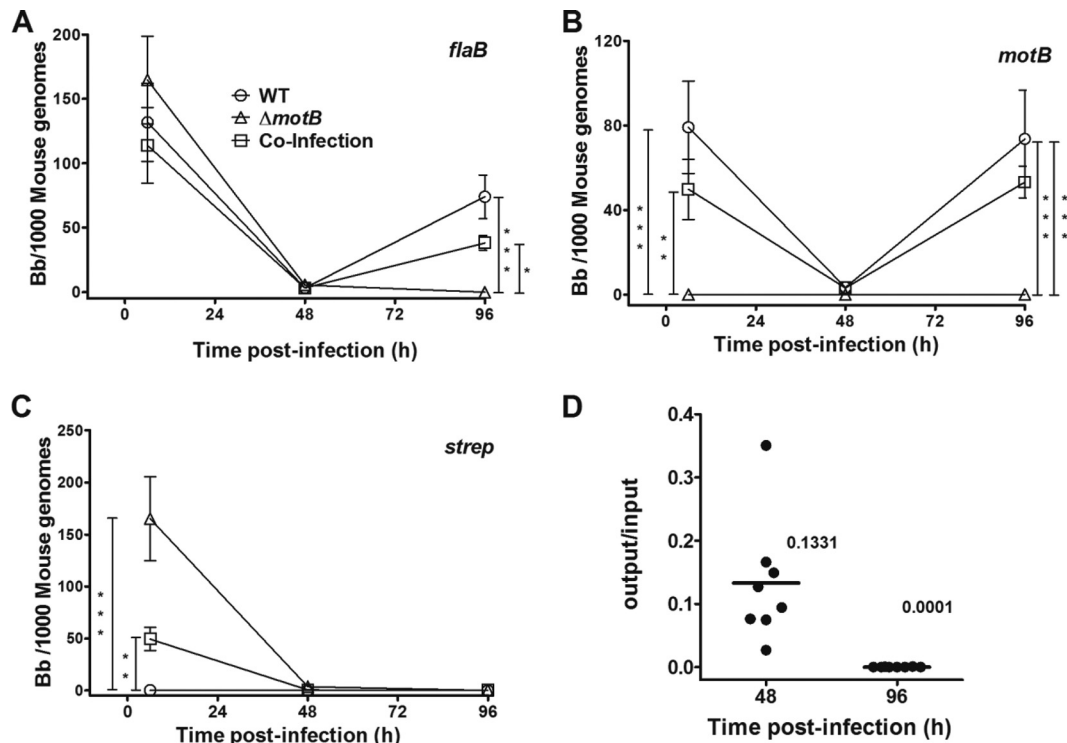 A
flaB
Bb/1000 Mouse genomes
200
150
100
50
0
WT
ΔmotB
Co-Infection
* * *
*
0 24 48 72 96
Time post-infection (h)
B
motB
Bb /1000 Mouse genomes
120
80
40
0
* * *
* *
* * *
* * *
0 24 48 72 96
Time post-infection (h)
C
strep
Bb /1000 Mouse genomes
250
200
150
100
50
0
* * *
* *
0 24 48 72 96
Time post-infection (h)
D
output/input
0.4
0.3
0.2
0.1
0.0
0.1331
0.0001
48 96
Time post-infection (h)